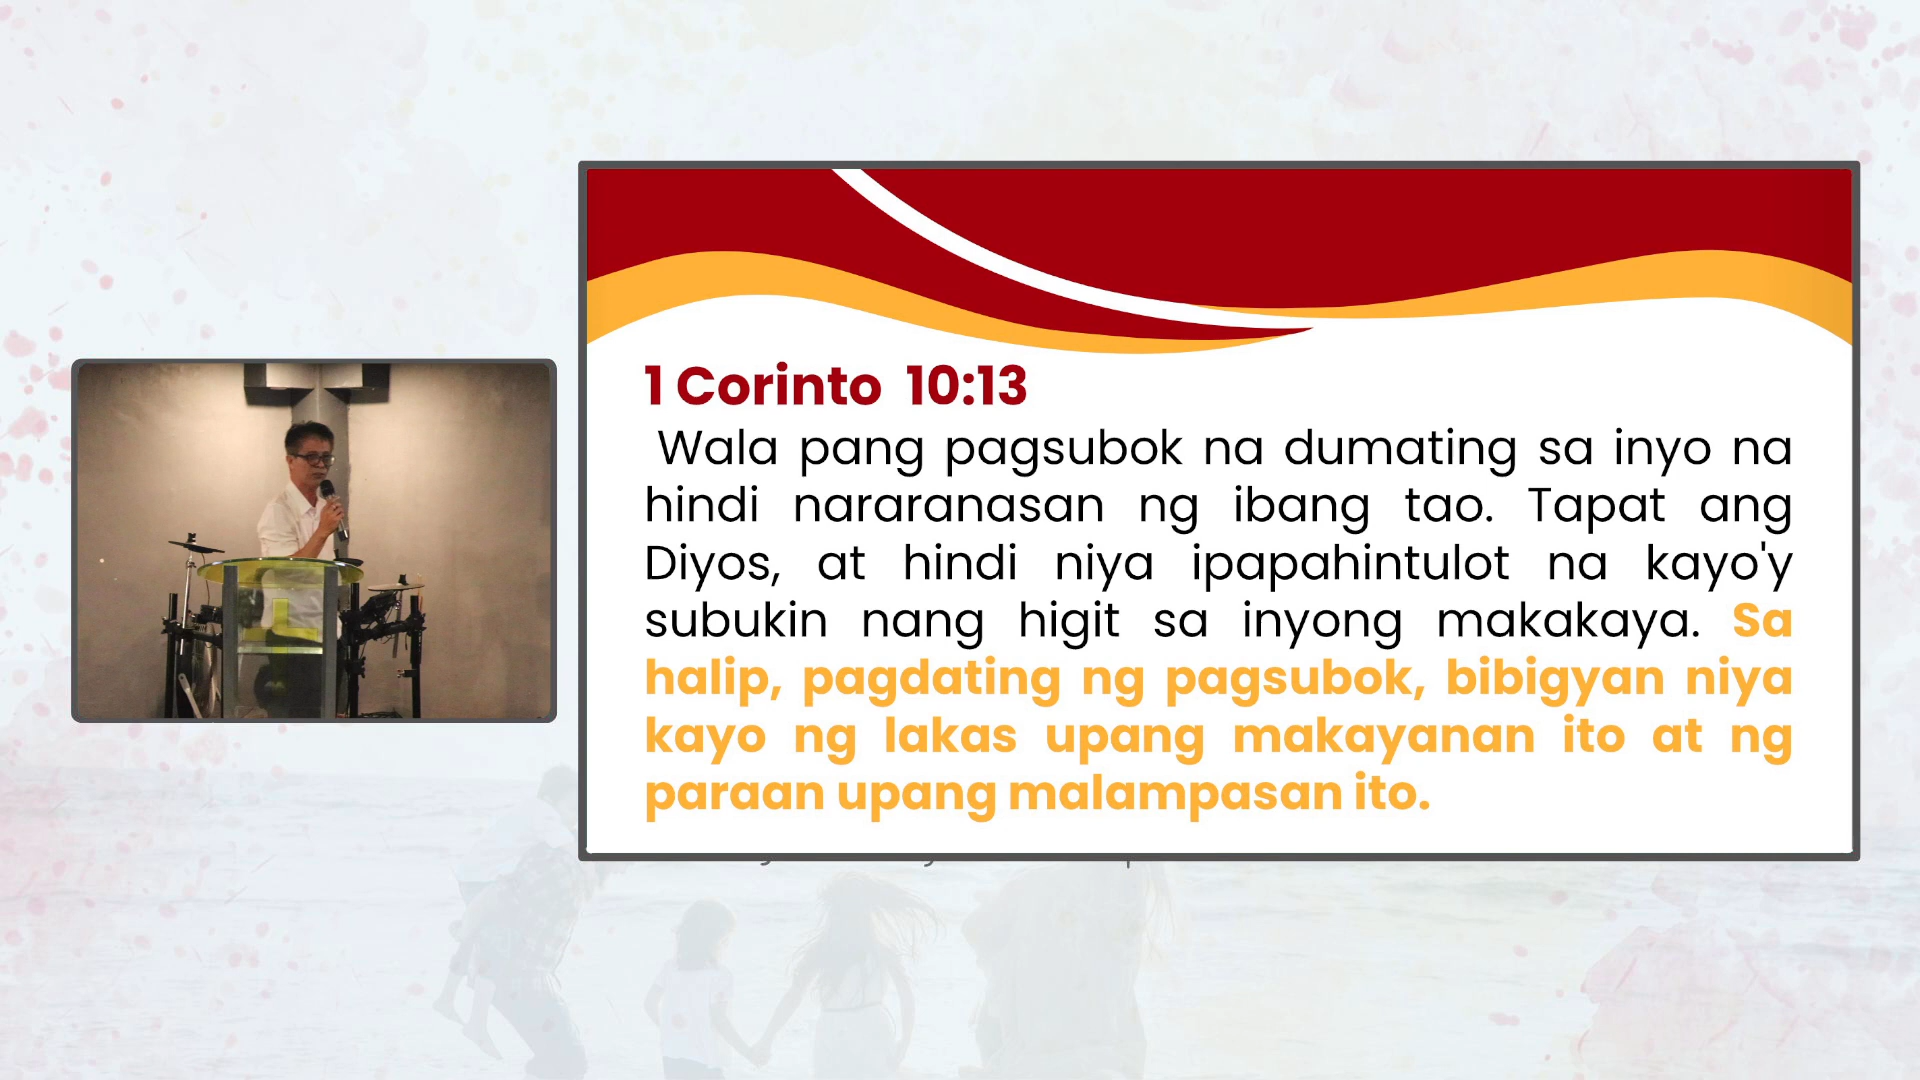 1 Corinto 10:13
Wala pang pagsubok na dumating sa inyo na
hindi nararanasan ng ibang tao. Tapat ang
Diyos, at hindi niya ipapahintulot na kayo'y
subukin nang higit sa inyong makakaya. Sa
halip, pagdating ng pagsubok, bibigyan niya
kayo ng lakas upang makayanan ito at ng
paraan upang malampasan ito.